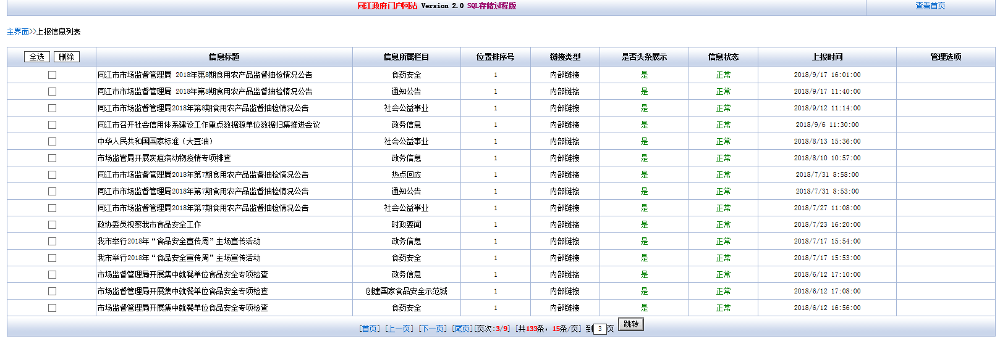 同江政府门户网站 Version 2.0 SQL存储过程版 查看首页
主界面>>上报信息列表
全选 删除 信息标题 信息所属栏目 位置排序号 链接类型 是否头条展示 信息状态 上报时间 管理选项
同江市市场监督管理局 2018年第8期食用农产品监督抽检情况公告 食药安全 1 内部链接 是 正常 2018/9/17 16:01:00
同江市市场监督管理局 2018年第8期食用农产品监督抽检情况公告 通知公告 1 内部链接 是 正常 2018/9/17 11:40:00
同江市市场监督管理局2018年第8期食用农产品监督抽检情况公告 社会公益事业 1 内部链接 是 正常 2018/9/12 11:14:00
同江市召开社会信用体系建设工作重点数据源单位数据归集推进会议 政务信息 1 内部链接 是 正常 2018/9/6 11:30:00
中华人民共和国国家标准（大豆油） 社会公益事业 1 内部链接 是 正常 2018/8/13 15:36:00
市场监管局开展炭疽病动物疫情专项排查 政务信息 1 内部链接 是 正常 2018/8/10 10:57:00
同江市市场监督管理局2018年第7期食用农产品监督抽检情况公告 热点回应 1 内部链接 是 正常 2018/7/31 8:58:00
同江市市场监督管理局2018年第7期食用农产品监督抽检情况公告 通知公告 1 内部链接 是 正常 2018/7/31 8:53:00
同江市市场监督管理局2018年第7期食用农产品监督抽检情况公告 社会公益事业 1 内部链接 是 正常 2018/7/27 11:08:00
政协委员视察我市食品安全工作 时政要闻 1 内部链接 是 正常 2018/7/23 16:20:00
我市举行2018年“食品安全宣传周”主场宣传活动 政务信息 1 内部链接 是 正常 2018/7/17 15:54:00
我市举行2018年“食品安全宣传周”主场宣传活动 食药安全 1 内部链接 是 正常 2018/7/17 15:53:00
市场监督管理局开展集中就餐单位食品安全专项检查 政务信息 1 内部链接 是 正常 2018/6/12 17:10:00
市场监督管理局开展集中就餐单位食品安全专项检查 创建国家食品安全示范城 1 内部链接 是 正常 2018/6/12 17:08:00
市场监督管理局开展集中就餐单位食品安全专项检查 食药安全 1 内部链接 是 正常 2018/6/12 16:56:00
[首页] [上一页] [下一页] [尾页][页次:3/9] [共133条，15条/页] 到 3 页 跳转